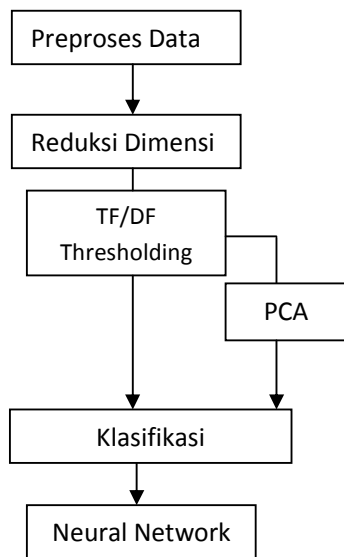 Preproses Data
Reduksi Dimensi
TF/DF
Thresholding
PCA
Klasifikasi
Neural Network